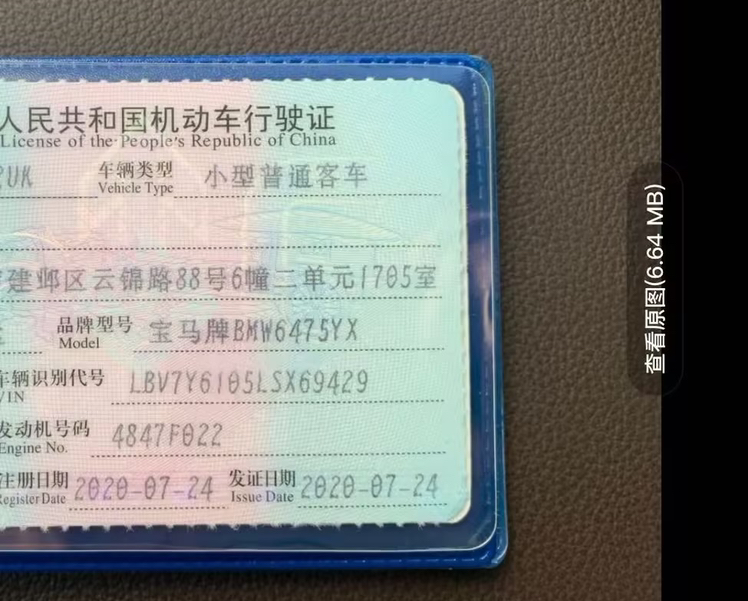 人民共和国机动车行驶证
License of the People's Republic of China
UK 车辆类型 Vehicle Type 小型普通客车
建邺区云锦路88号6幢二单元1705室
品牌型号 Model 宝马牌BMW6475YX
车辆识别代号 VIN LBV7Y6105LSX69429
发动机号码 Engine No. 4847F022
注册日期 Register Date 2020-07-24 发证日期 Issue Date 2020-07-24
查看原图(6.64 MB)